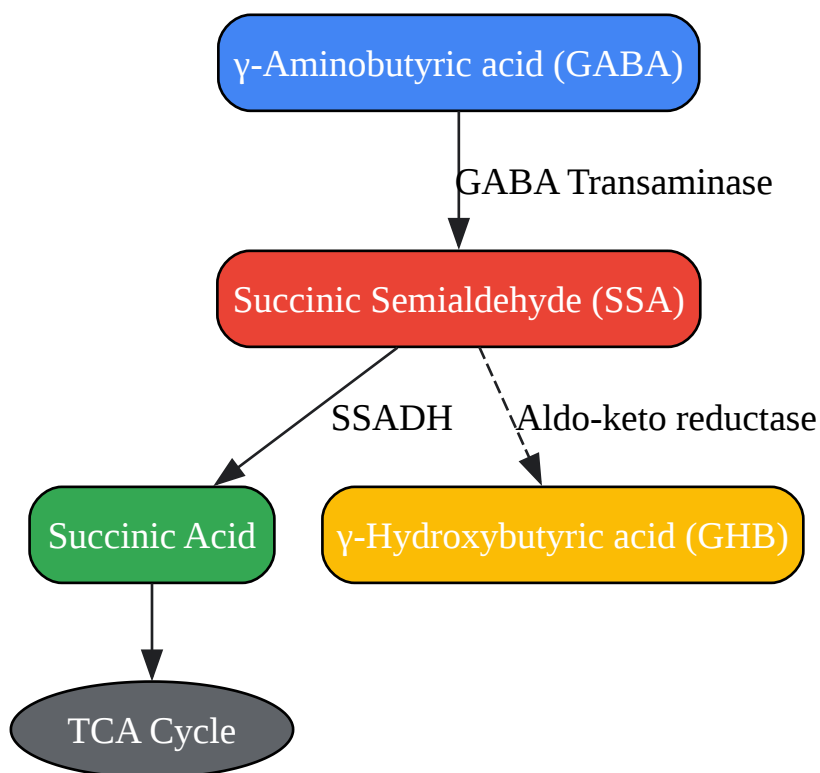 γ-Aminobutyric acid (GABA)
GABA Transaminase
Succinic Semialdehyde (SSA)
SSADH
Aldo-keto reductase
Succinic Acid
γ-Hydroxybutyric acid (GHB)
TCA Cycle